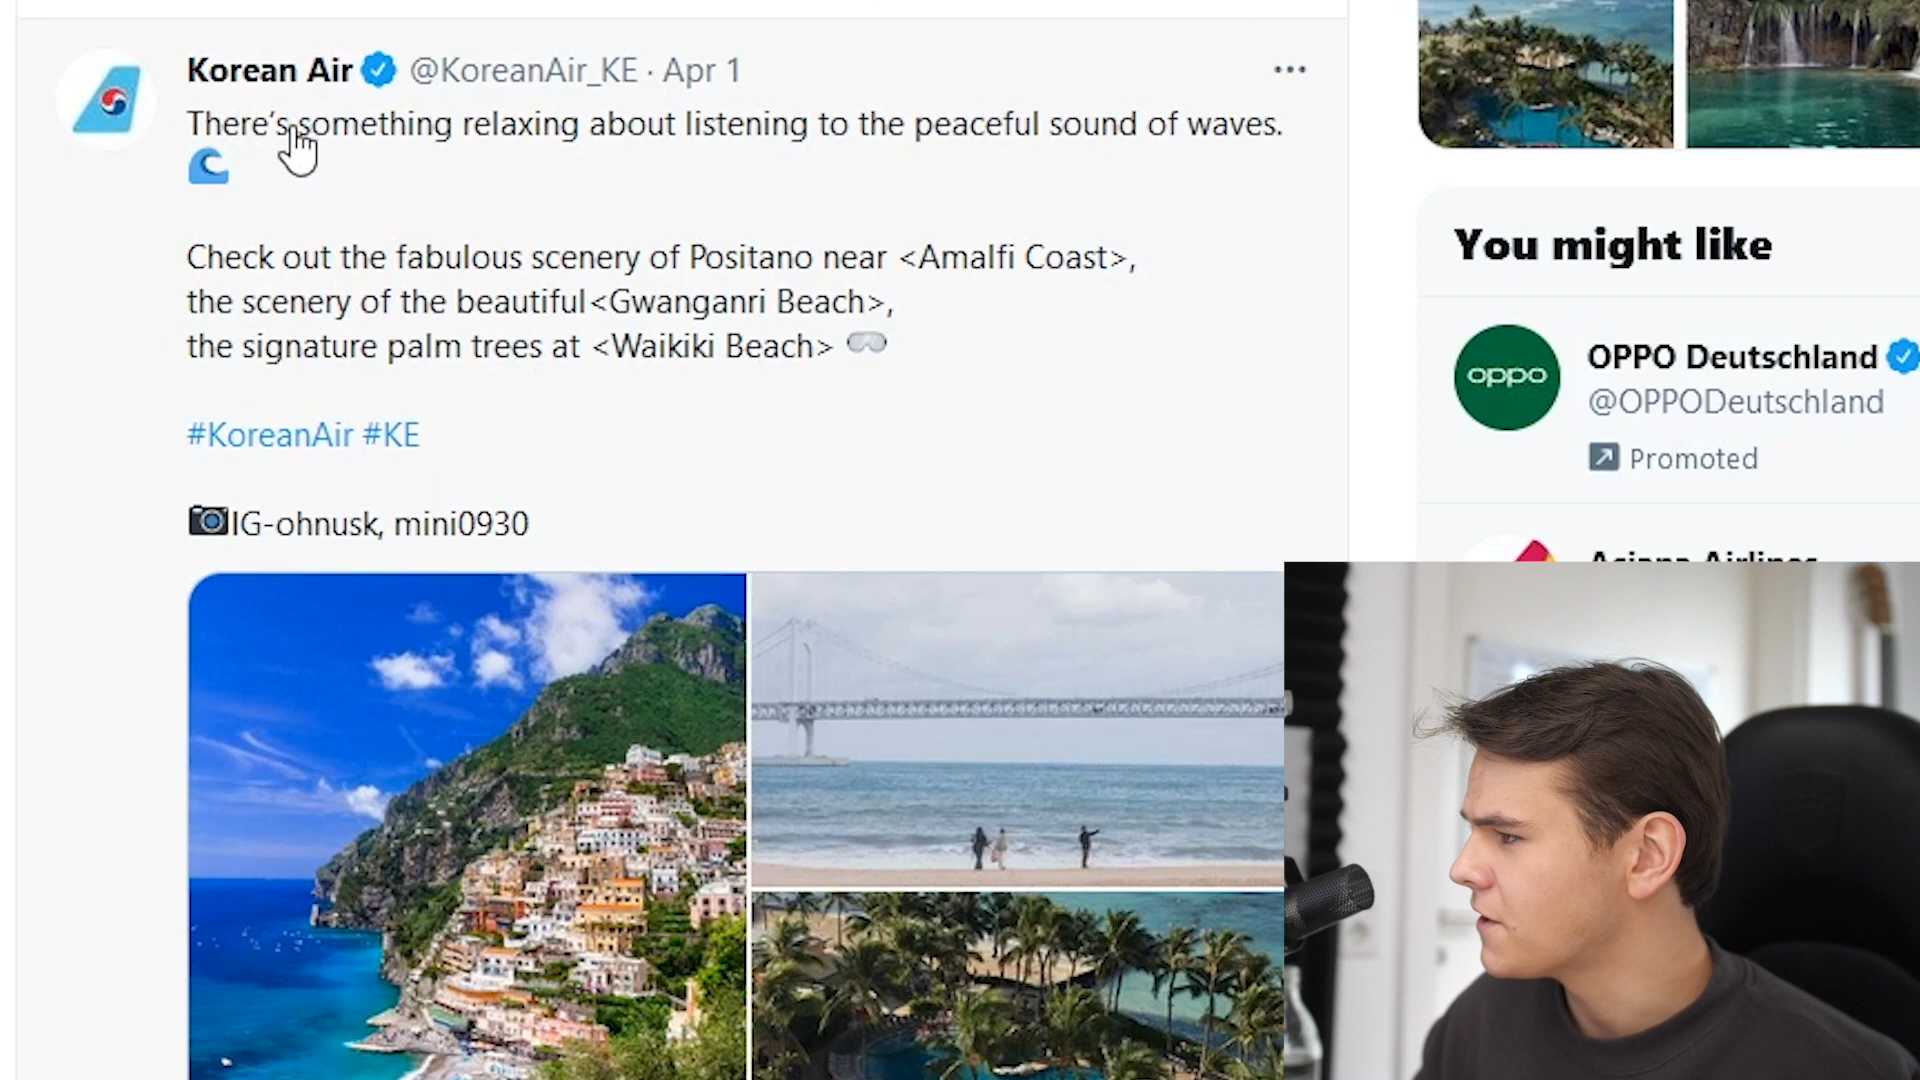 Korean Air @KoreanAir_KE · Apr 1
There's something relaxing about listening to the peaceful sound of waves.
Check out the fabulous scenery of Positano near <Amalfi Coast>,
the scenery of the beautiful<Gwanganri Beach>,
the signature palm trees at <Waikiki Beach>
#KoreanAir #KE
IG-ohnusk, mini0930
You might like
oppo
OPPO Deutschland
@OPPODeutschland
Promoted
Asiana Airlines